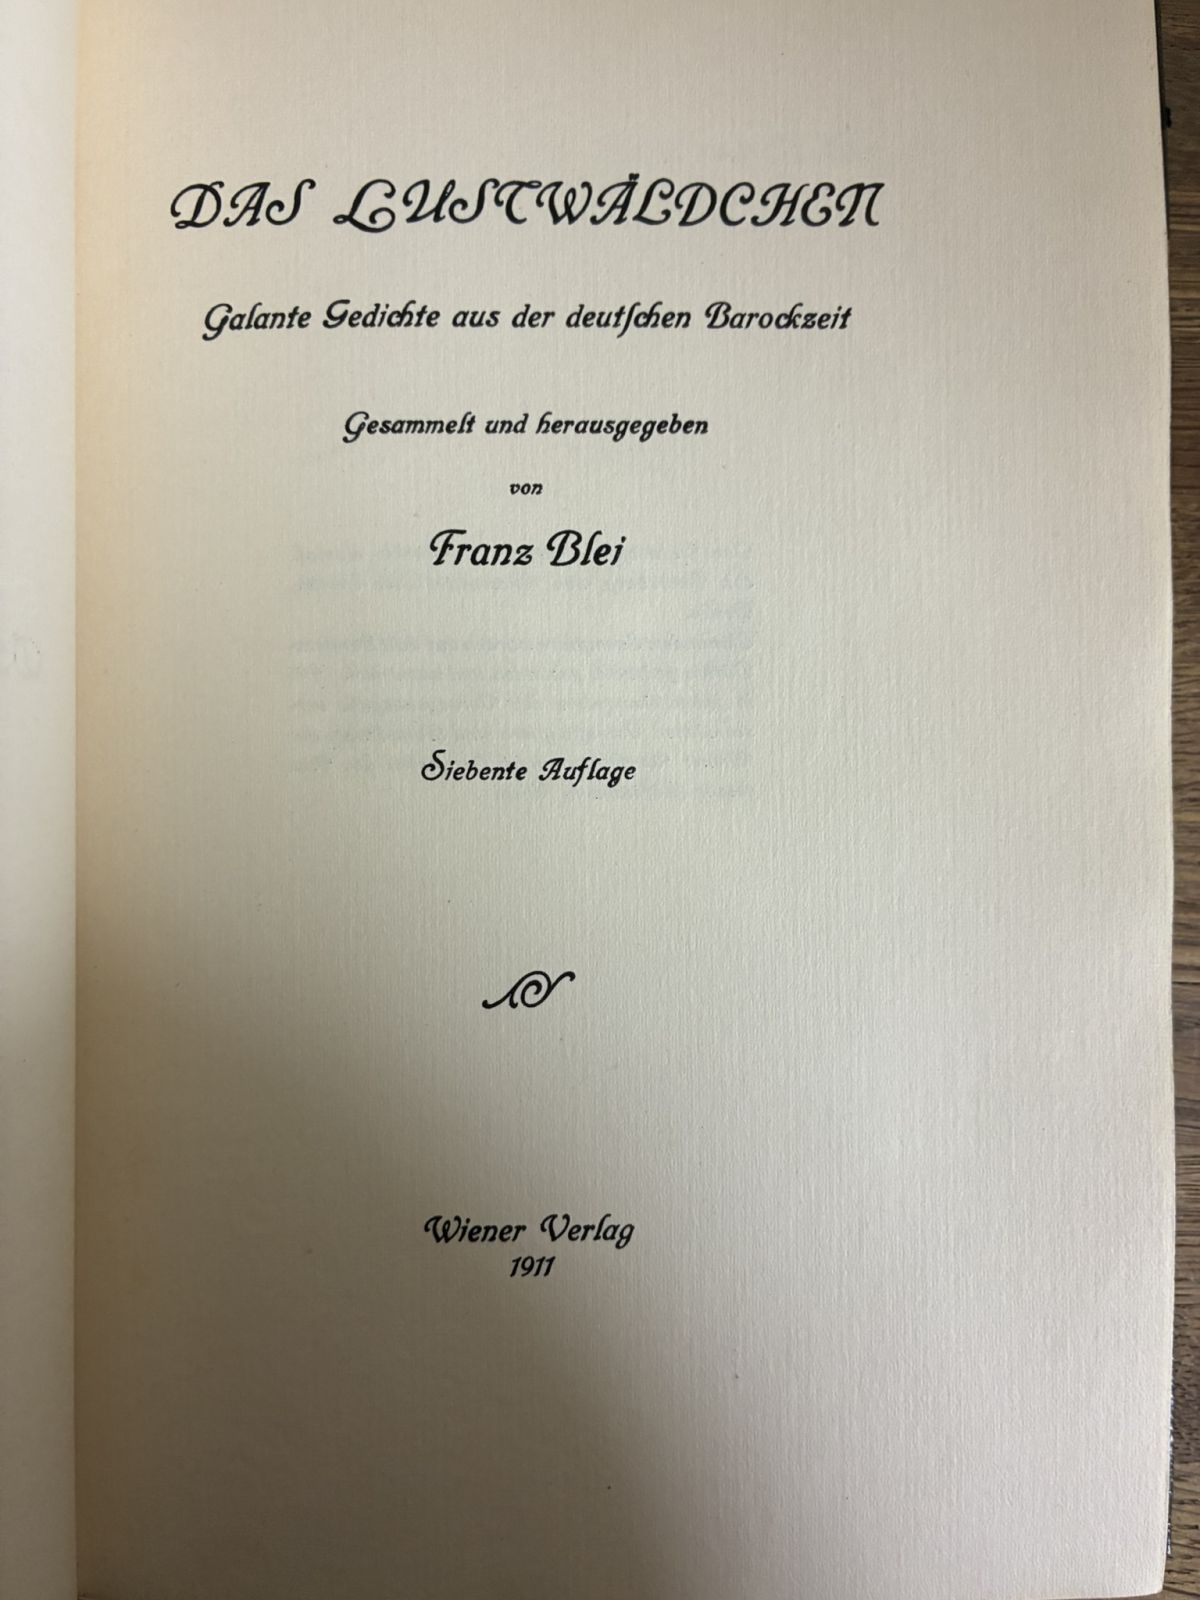 DAS LUSTWÄLDCHEN
Galante Gedichte aus der deutſchen Barockzeit
Gesammelt und herausgegeben
von
Franz Blei
Siebente Auflage
Wiener Verlag
1911